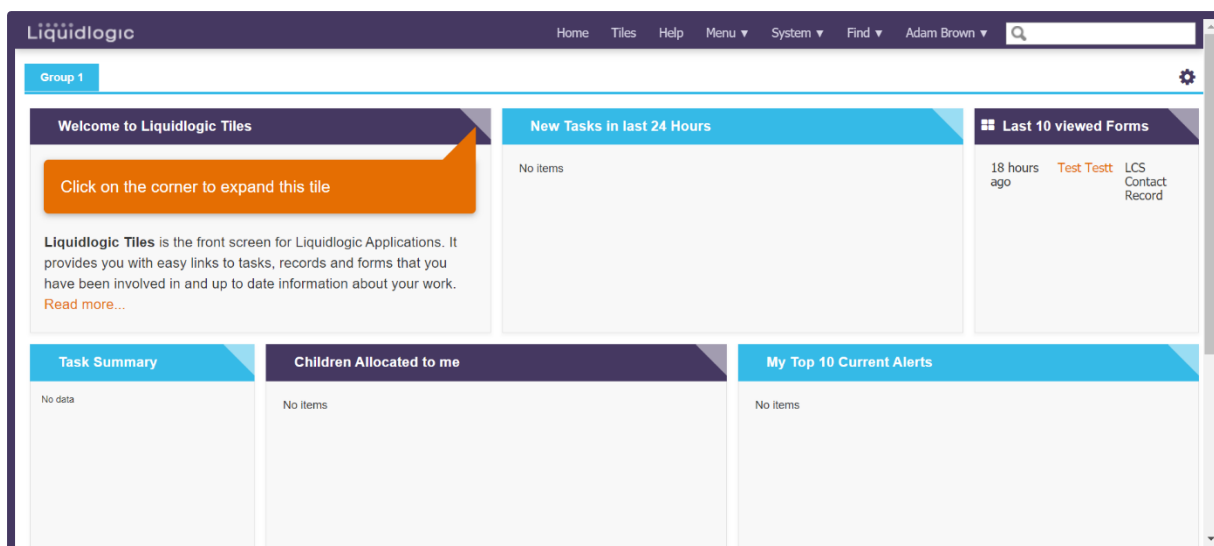 Liquidlogic
Home Tiles Help Menu ▼ System ▼ Find ▼ Adam Brown ▼
Group 1
Welcome to Liquidlogic Tiles
Click on the corner to expand this tile
Liquidlogic Tiles is the front screen for Liquidlogic Applications. It
provides you with easy links to tasks, records and forms that you
have been involved in and up to date information about your work.
Read more...
New Tasks in last 24 Hours
No items
Last 10 viewed Forms
18 hours ago Test Testt LCS Contact Record
Task Summary
No data
Children Allocated to me
No items
My Top 10 Current Alerts
No items